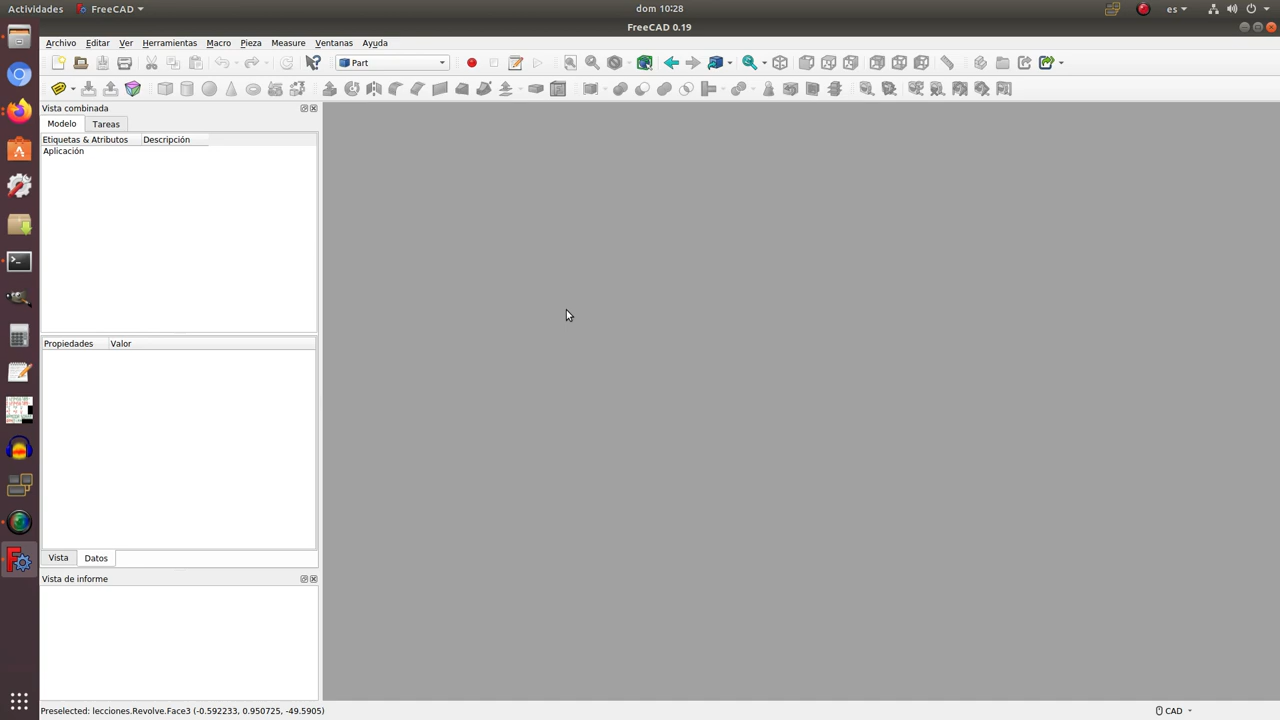 Actividades FreeCAD dom 10:28 es
FreeCAD 0.19
Archivo Editar Ver Herramientas Macro Pieza Measure Ventanas Ayuda
Part
Vista combinada
Modelo Tareas
Etiquetas & Atributos Descripción
Aplicación
Propiedades Valor
Vista Datos
Vista de informe
Preselected: lecciones.Revolve.Face3 (-0.592233, 0.950725, -49.5905) CAD